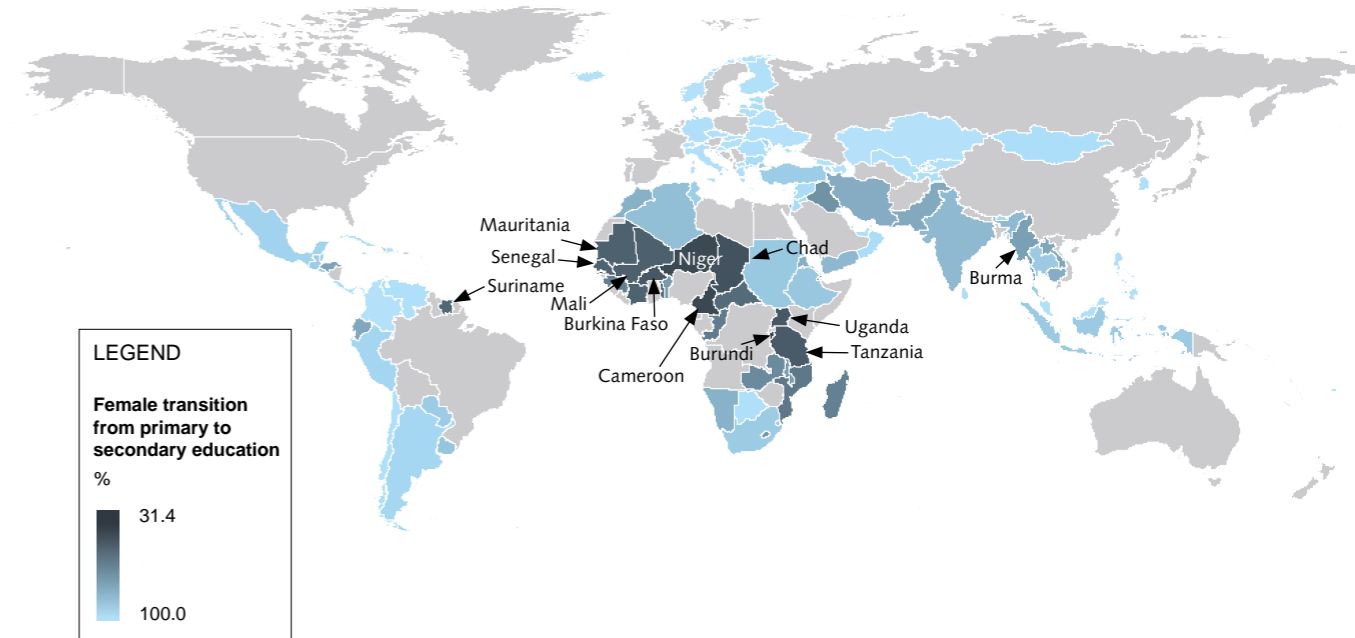 Mauritania
Senegal
Suriname
Mali
Burkina Faso
Cameroon
Niger
Chad
Burundi
Uganda
Tanzania
Burma
LEGEND
Female transition
from primary to
secondary education
%
31.4
100.0